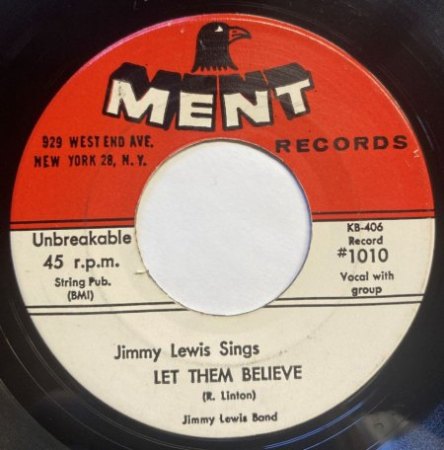 MENT
RECORDS
929 WEST END AVE.
NEW YORK 28, N. Y.
Unbreakable
45 r.p.m.
String Pub.
(BMI)
KB-406
Record
#1010
Vocal with
group
Jimmy Lewis Sings
LET THEM BELIEVE
(R. Linton)
Jimmy Lewis Band